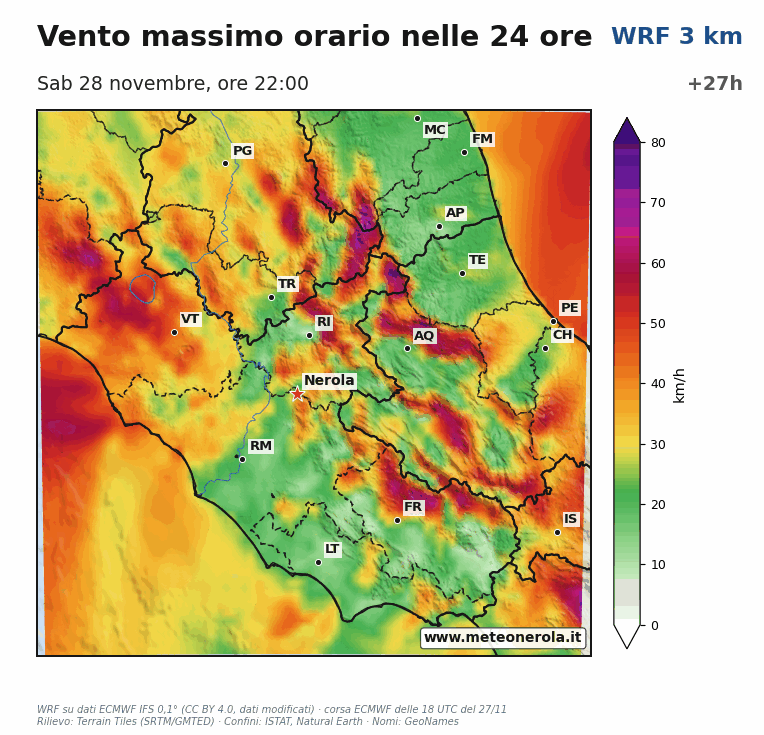 Vento massimo orario nelle 24 ore WRF 3 km
Sab 28 novembre, ore 22:00 +27h
MC
FM
PG
AP
TE
TR
PE
VT
RI
AQ
CH
Nerola
RM
FR
IS
LT
www.meteonerola.it
80
70
60
50
40
30
20
10
0
km/h
WRF su dati ECMWF IFS 0,1° (CC BY 4.0, dati modificati) · corsa ECMWF delle 18 UTC del 27/11
Rilievo: Terrain Tiles (SRTM/GMTED) · Confini: ISTAT, Natural Earth · Nomi: GeoNames